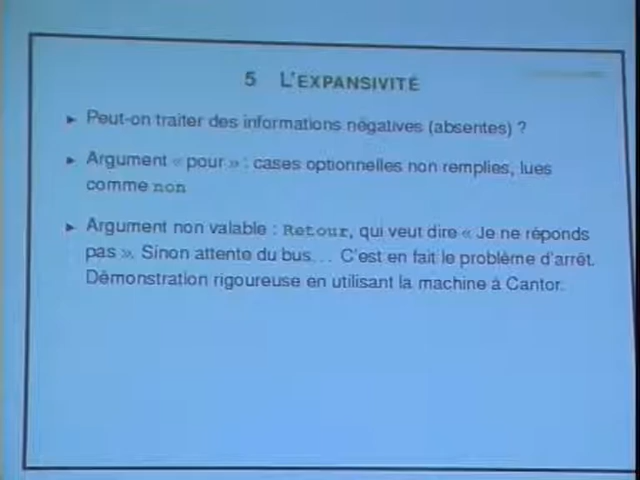 5 L'EXPANSIVITÉ
► Peut-on traiter des informations négatives (absentes) ?
► Argument « pour » : cases optionnelles non remplies, lues
comme non
► Argument non valable : Retour, qui veut dire « Je ne réponds
pas ». Sinon attente du bus... C'est en fait le problème d'arrêt.
Démonstration rigoureuse en utilisant la machine à Cantor.